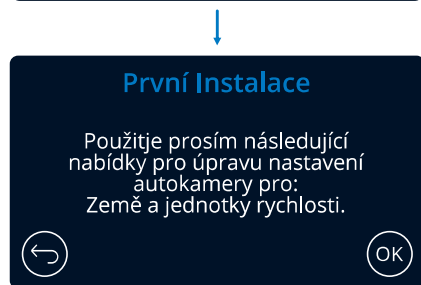 První Instalace
Použitje prosím následující
nabídky pro úpravu nastavení
autokamery pro:
Země a jednotky rychlosti.
OK